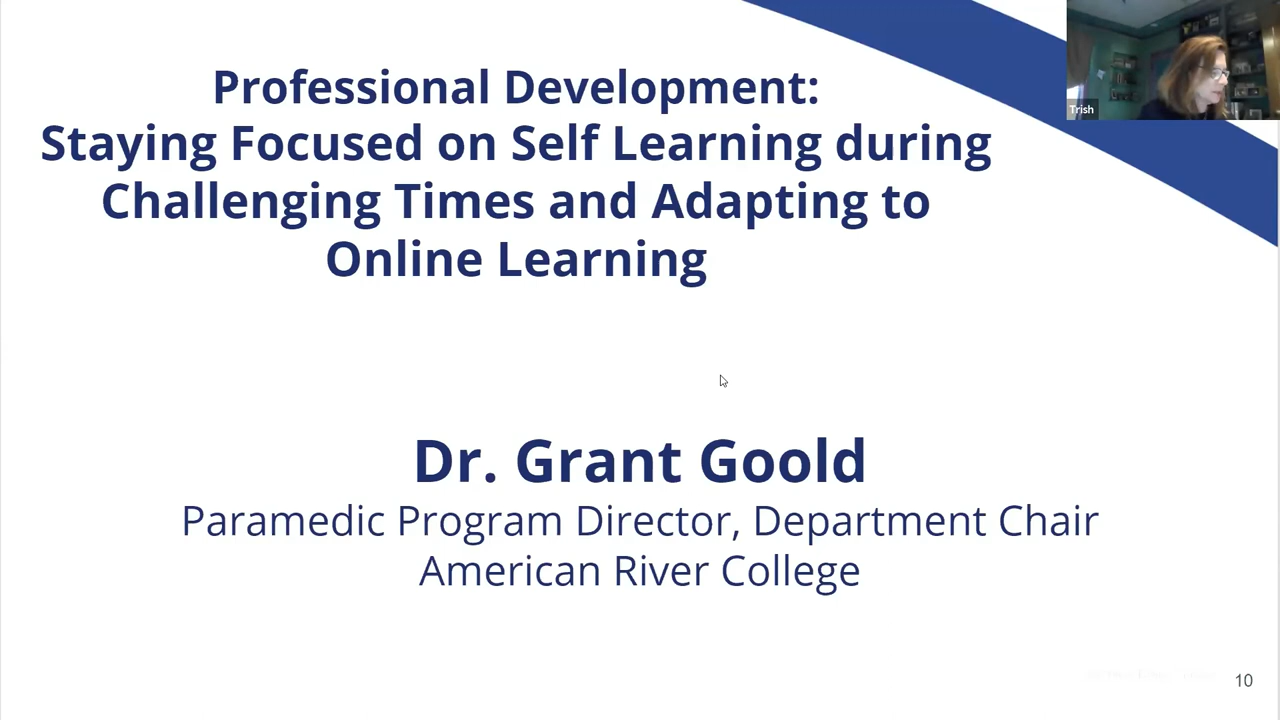 Professional Development:
Staying Focused on Self Learning during
Challenging Times and Adapting to
Online Learning
Trish
Dr. Grant Goold
Paramedic Program Director, Department Chair
American River College
10